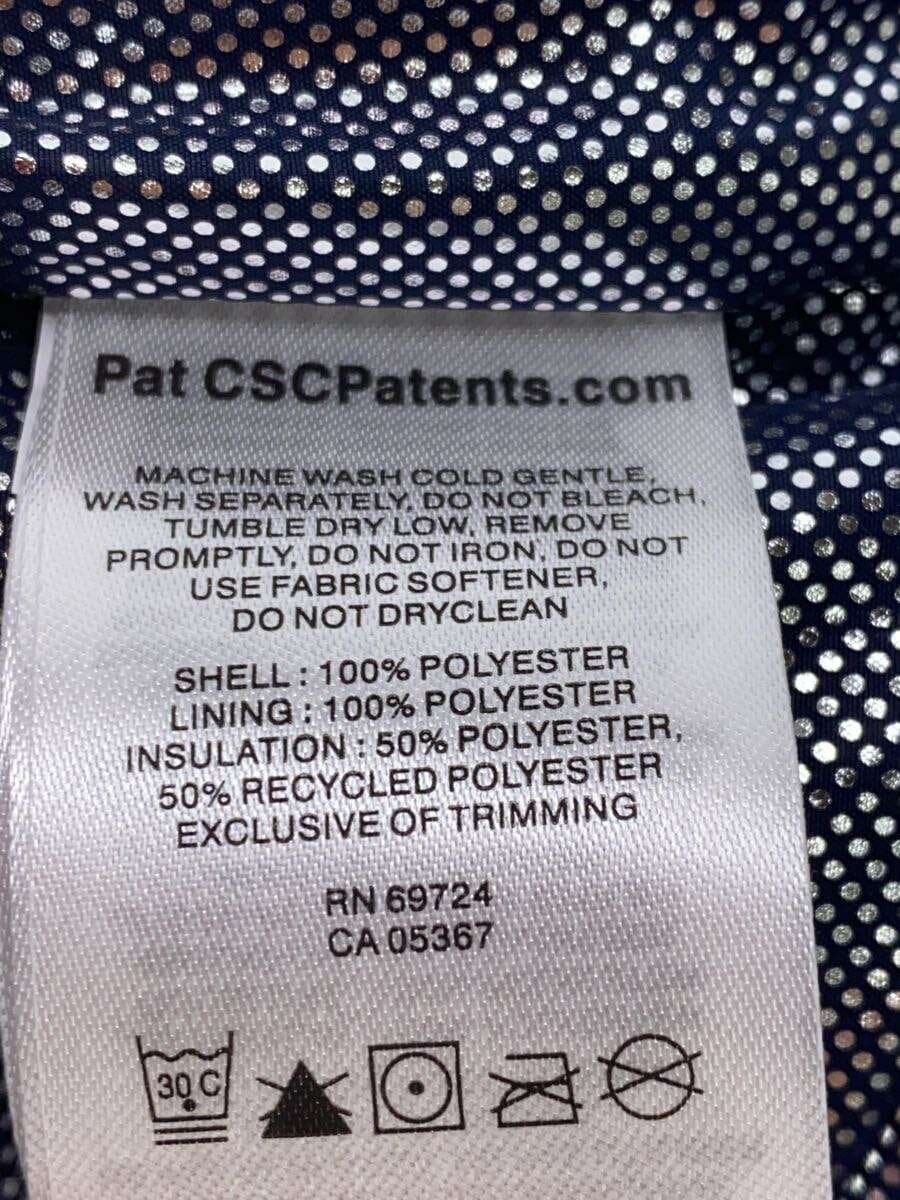 Pat CSCPatents.com
MACHINE WASH COLD GENTLE,
WASH SEPARATELY, DO NOT BLEACH,
TUMBLE DRY LOW, REMOVE
PROMPTLY, DO NOT IRON, DO NOT
USE FABRIC SOFTENER,
DO NOT DRYCLEAN
SHELL : 100% POLYESTER
LINING : 100% POLYESTER
INSULATION : 50% POLYESTER,
50% RECYCLED POLYESTER
EXCLUSIVE OF TRIMMING
RN 69724
CA 05367
30 C